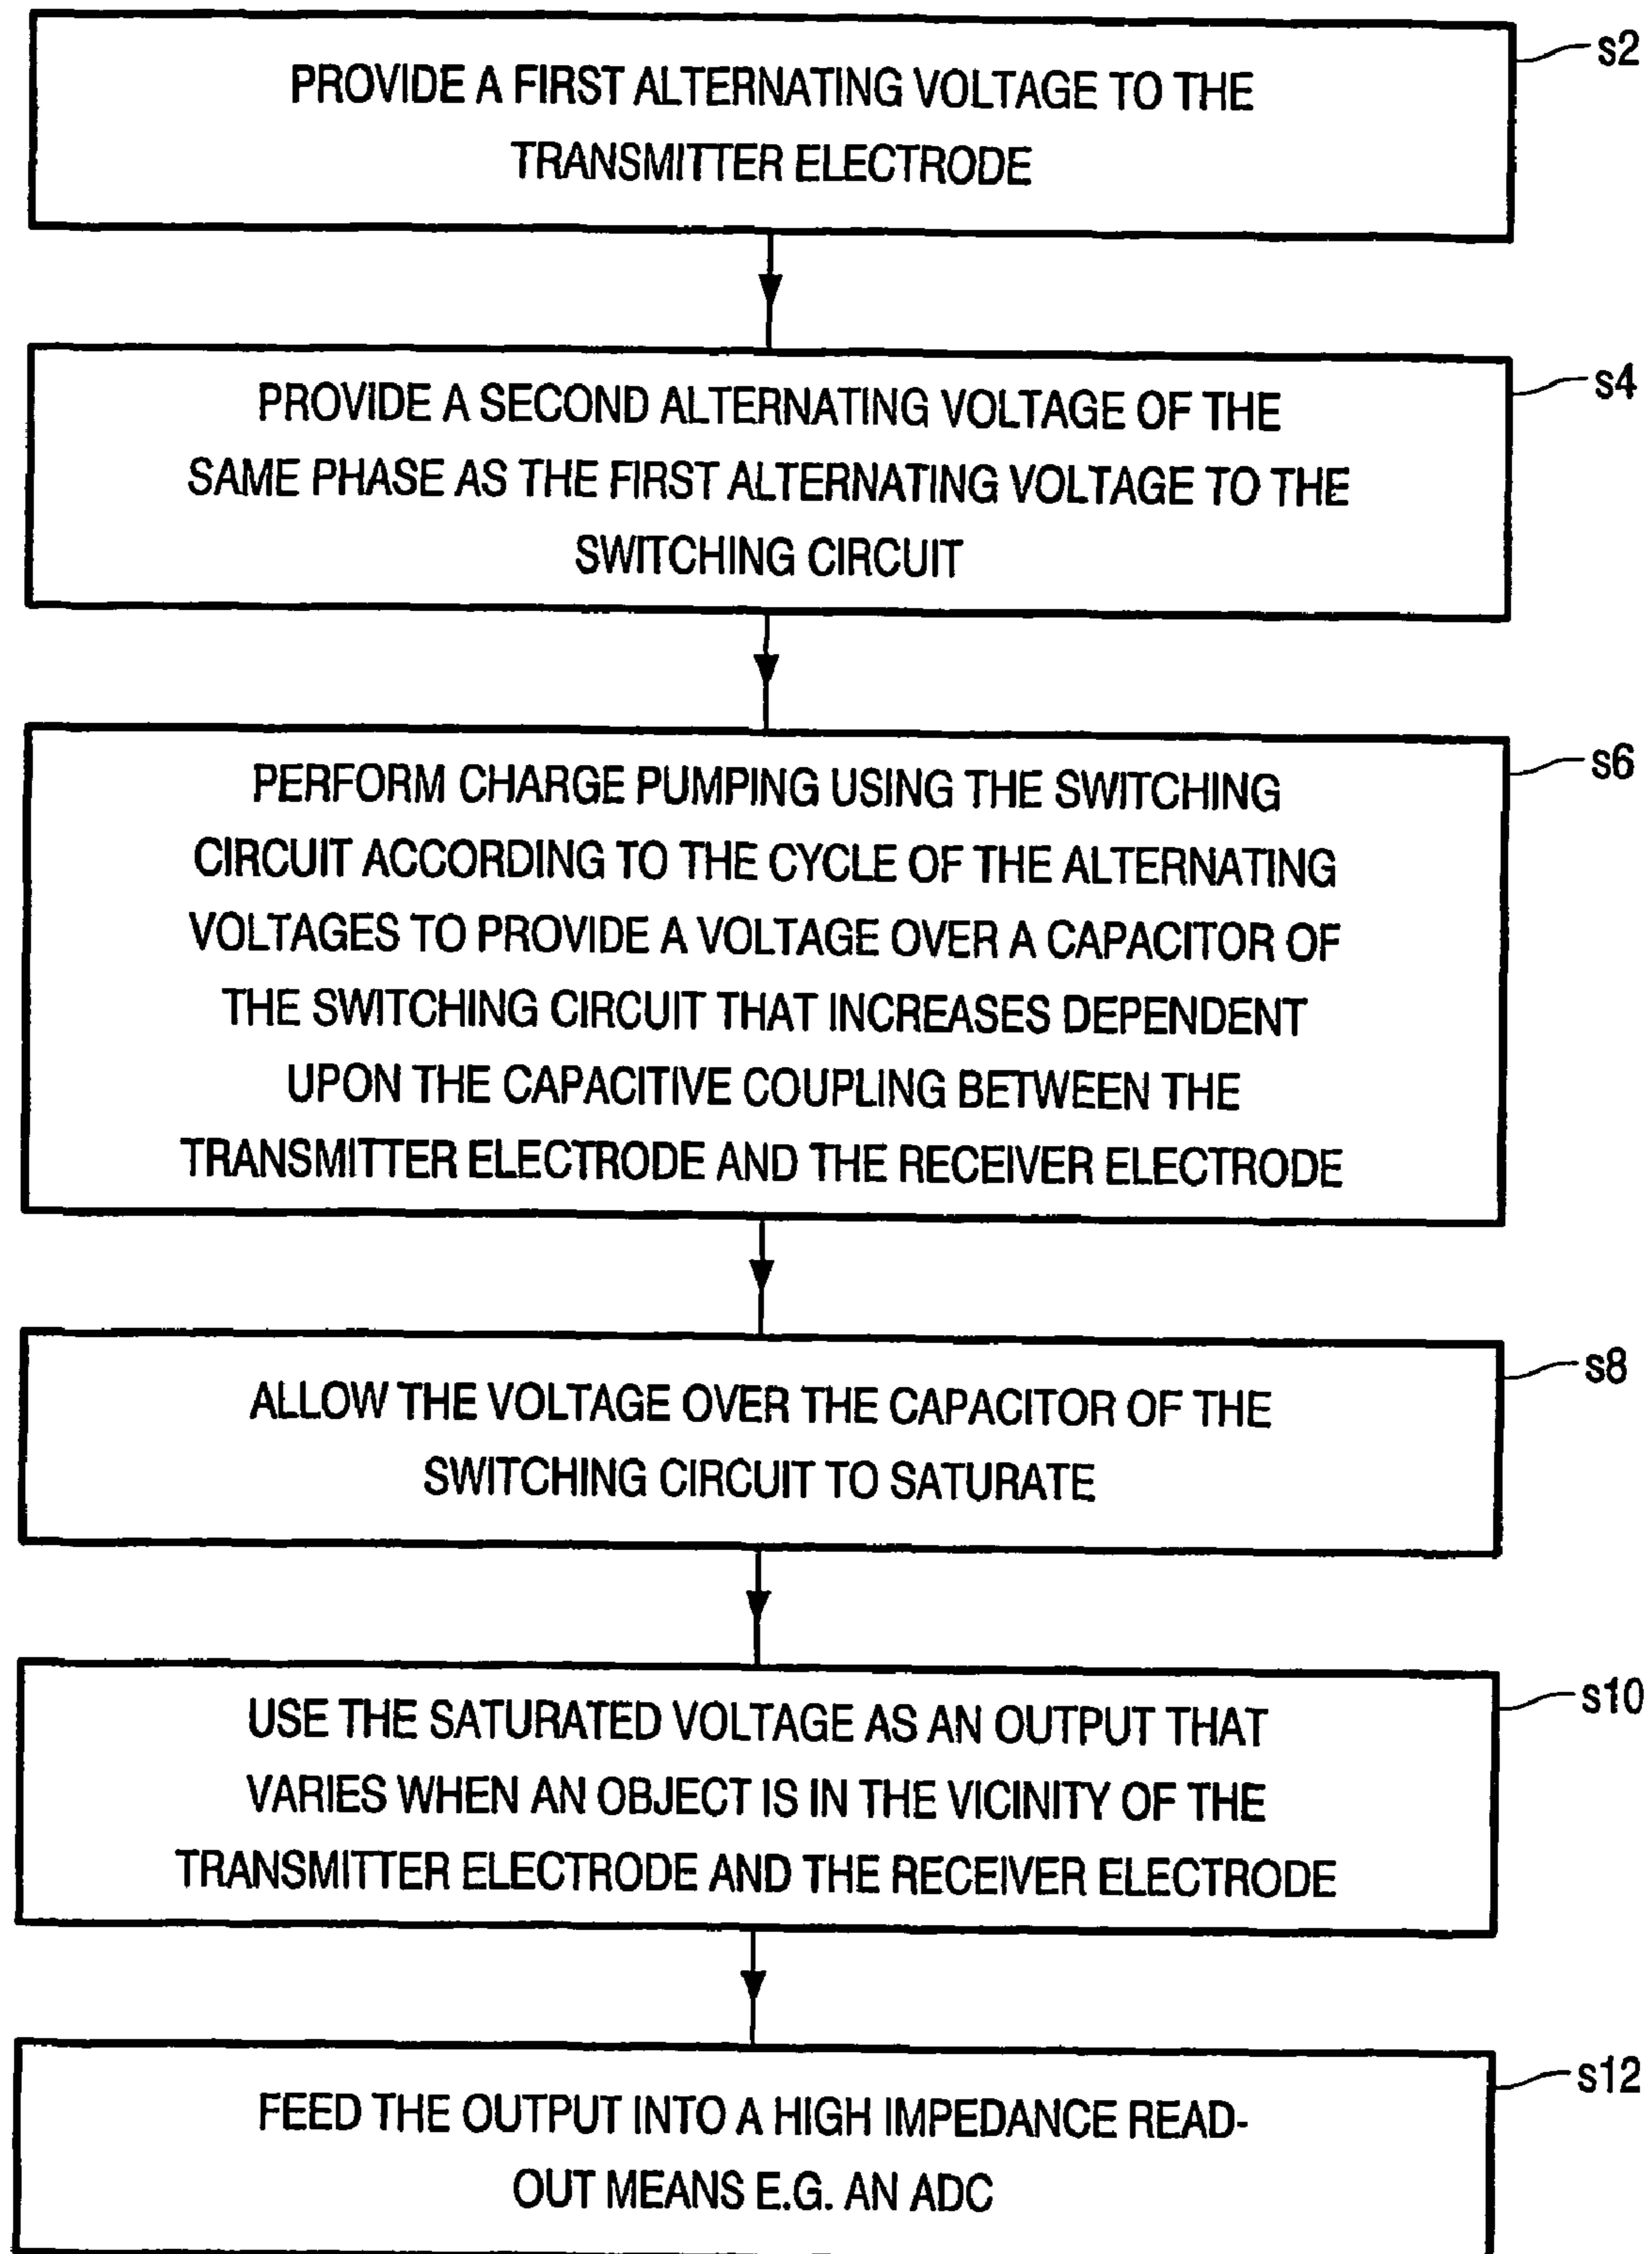 s2
PROVIDE A FIRST ALTERNATING VOLTAGE TO THE
TRANSMITTER ELECTRODE
s4
PROVIDE A SECOND ALTERNATING VOLTAGE OF THE
SAME PHASE AS THE FIRST ALTERNATING VOLTAGE TO THE
SWITCHING CIRCUIT
s6
PERFORM CHARGE PUMPING USING THE SWITCHING
CIRCUIT ACCORDING TO THE CYCLE OF THE ALTERNATING
VOLTAGES TO PROVIDE A VOLTAGE OVER A CAPACITOR OF
THE SWITCHING CIRCUIT THAT INCREASES DEPENDENT
UPON THE CAPACITIVE COUPLING BETWEEN THE
TRANSMITTER ELECTRODE AND THE RECEIVER ELECTRODE
s8
ALLOW THE VOLTAGE OVER THE CAPACITOR OF THE
SWITCHING CIRCUIT TO SATURATE
s10
USE THE SATURATED VOLTAGE AS AN OUTPUT THAT
VARIES WHEN AN OBJECT IS IN THE VICINITY OF THE
TRANSMITTER ELECTRODE AND THE RECEIVER ELECTRODE
s12
FEED THE OUTPUT INTO A HIGH IMPEDANCE READ-
OUT MEANS E.G. AN ADC